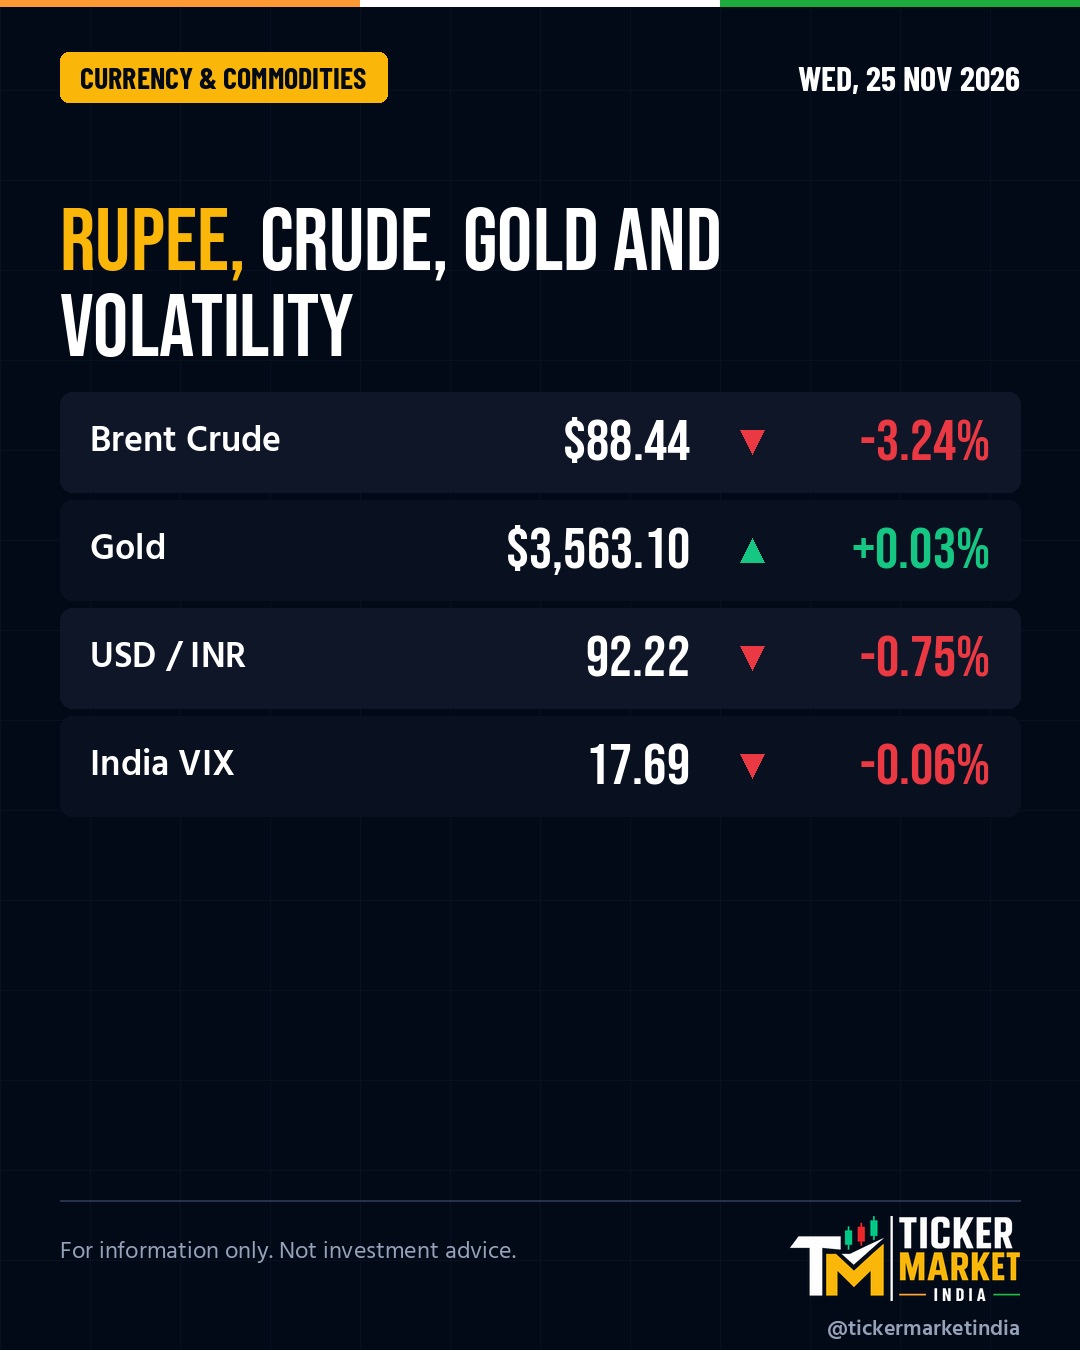 CURRENCY & COMMODITIES
WED, 25 NOV 2026
RUPEE, CRUDE, GOLD AND
VOLATILITY
Brent Crude $88.44 ▼ -3.24%
Gold $3,563.10 ▲ +0.03%
USD / INR 92.22 ▼ -0.75%
India VIX 17.69 ▼ -0.06%
For information only. Not investment advice.
TM TICKER
MARKET
INDIA
@tickermarketindia